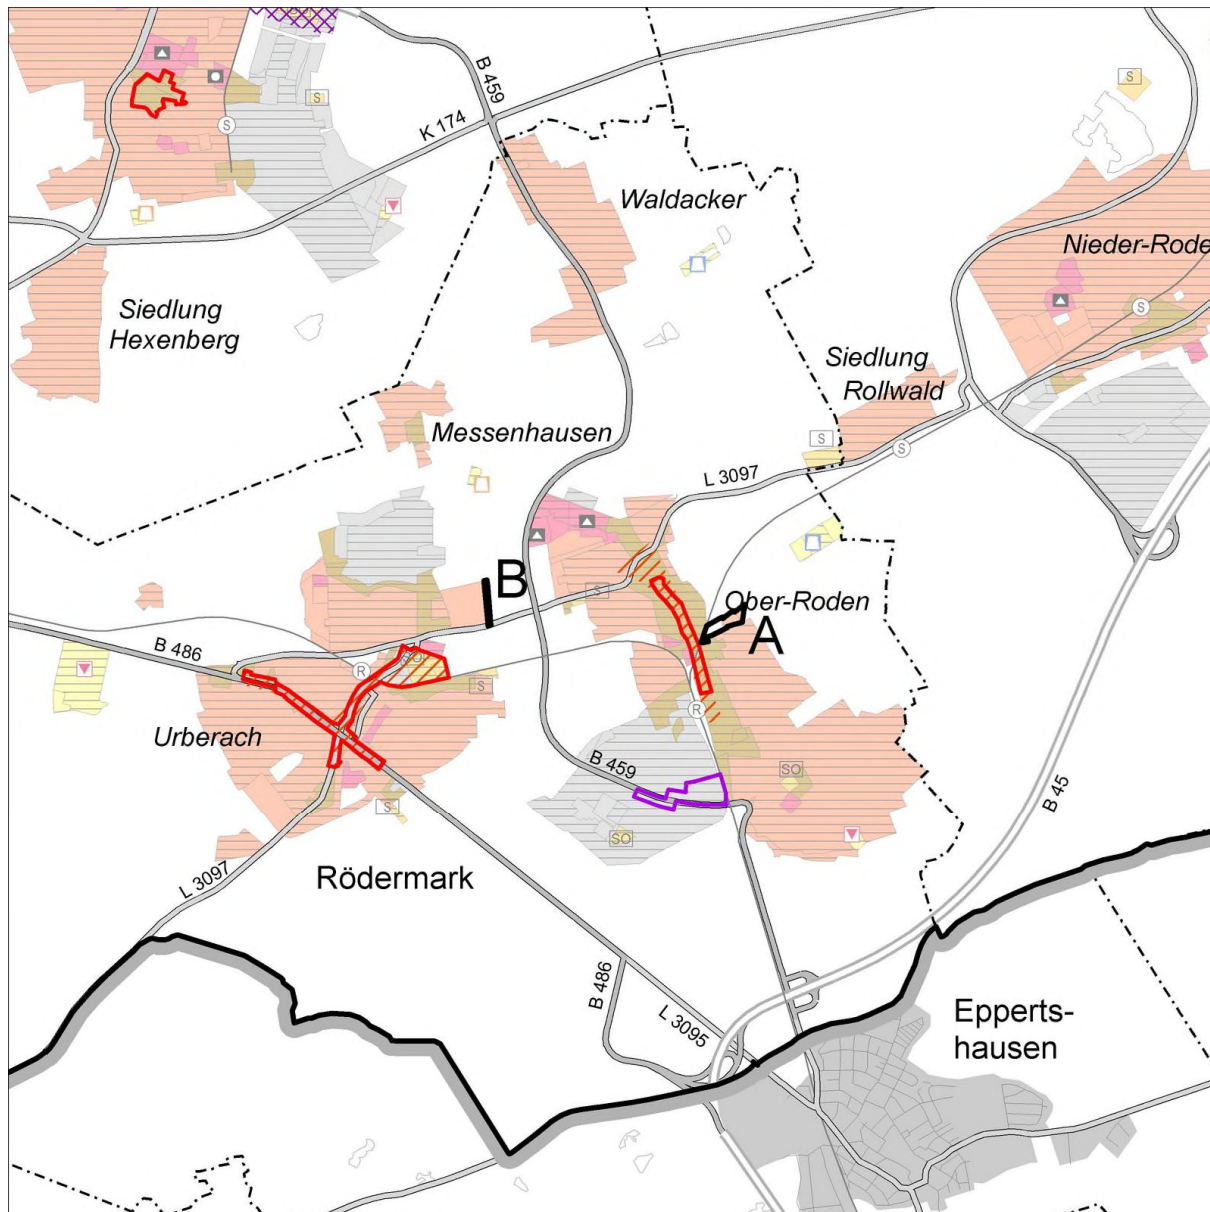 B 459
K 174
S
S
S
Waldacker
Nieder-Rode
Siedlung
Hexenberg
S
Siedlung
Rollwald
Messenhausen
S
S
L 3097
B
S
Ober-Roden
A
B 486
R
SO
S
R
Urberach
B 459
SO
B 45
S
SO
L 3097
Rödermark
B 486
L 3095
Epperts-
hausen